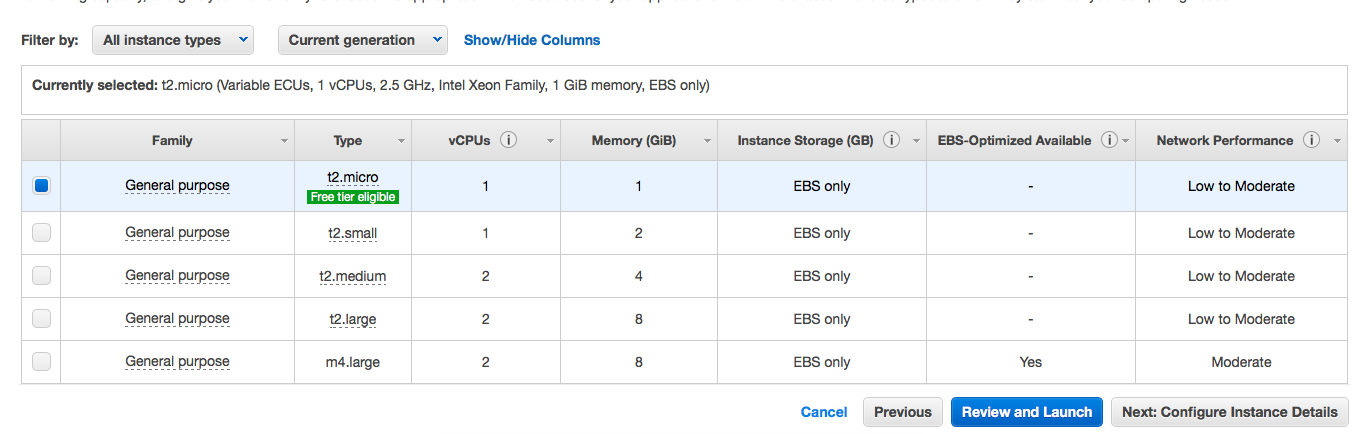 Filter by: All instance types Current generation Show/Hide Columns
Currently selected: t2.micro (Variable ECUs, 1 vCPUs, 2.5 GHz, Intel Xeon Family, 1 GiB memory, EBS only)
Family Type vCPUs i Memory (GiB) Instance Storage (GB) i EBS-Optimized Available i Network Performance i
General purpose t2.micro 1 1 EBS only - Low to Moderate
Free tier eligible
General purpose t2.small 1 2 EBS only - Low to Moderate
General purpose t2.medium 2 4 EBS only - Low to Moderate
General purpose t2.large 2 8 EBS only - Low to Moderate
General purpose m4.large 2 8 EBS only Yes Moderate
Cancel Previous Review and Launch Next: Configure Instance Details